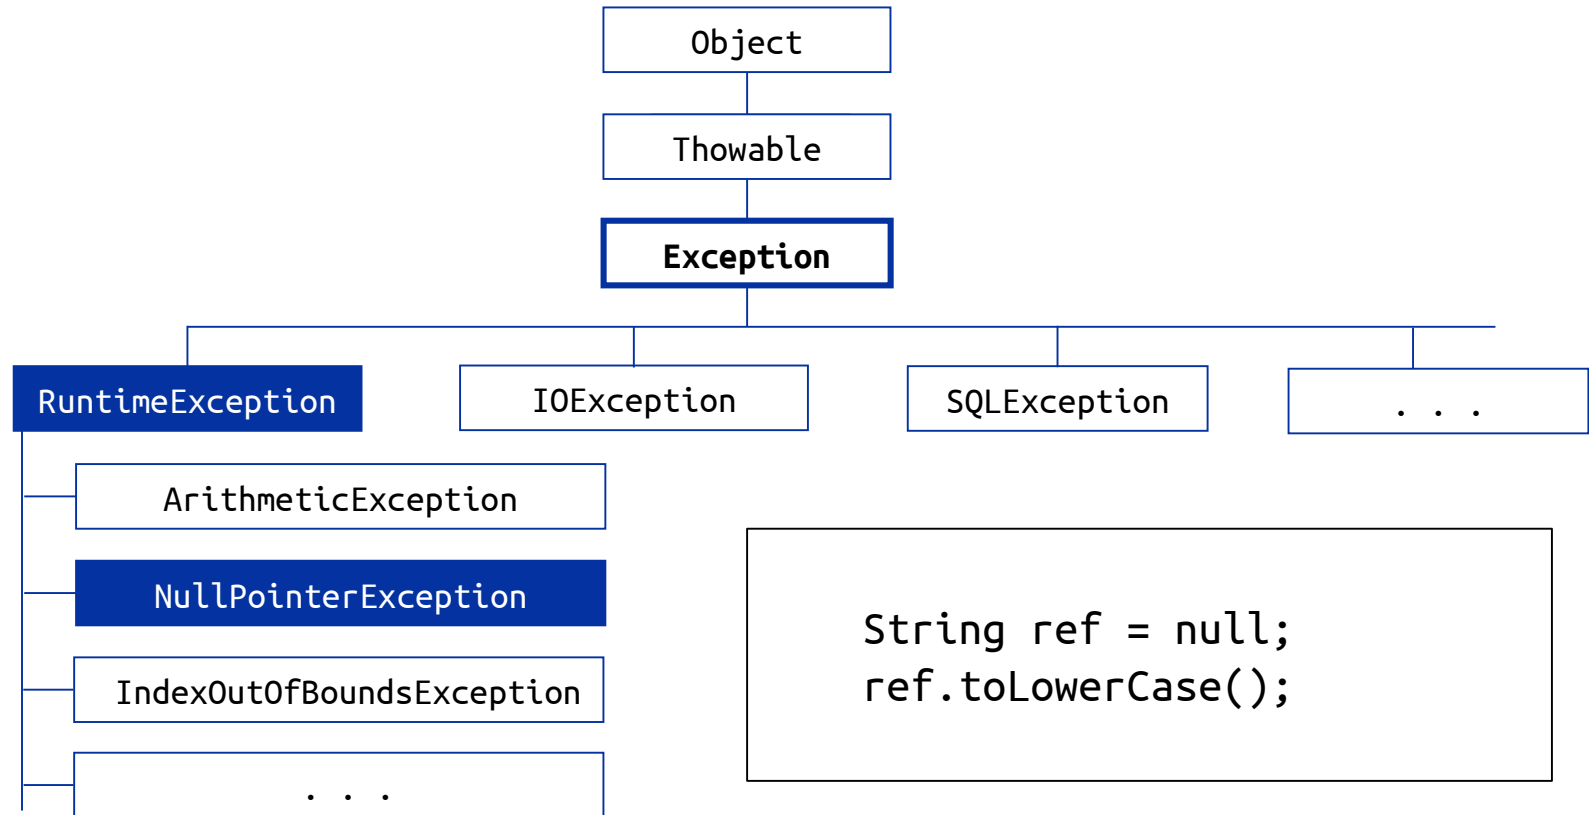 Object
Thowable
Exception
RuntimeException
IOException
SQLException
. . .
ArithmeticException
NullPointerException
IndexOutOfBoundsException
. . .
String ref = null;
ref.toLowerCase();